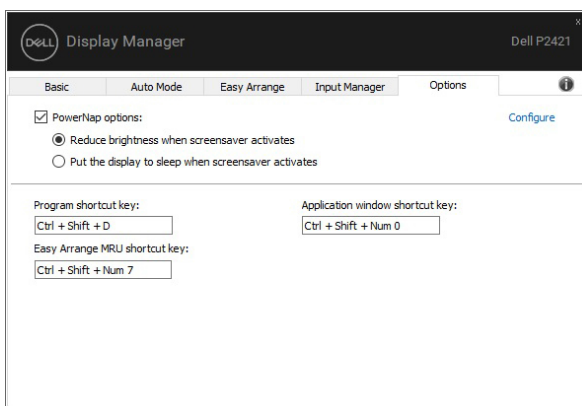 DELL Display Manager
Dell P2421
x
Basic
Auto Mode
Easy Arrange
Input Manager
Options
i
PowerNap options:
Configure
Reduce brightness when screensaver activates
Put the display to sleep when screensaver activates
Program shortcut key:
Application window shortcut key:
Ctrl + Shift + D
Ctrl + Shift + Num 0
Easy Arrange MRU shortcut key:
Ctrl + Shift + Num 7